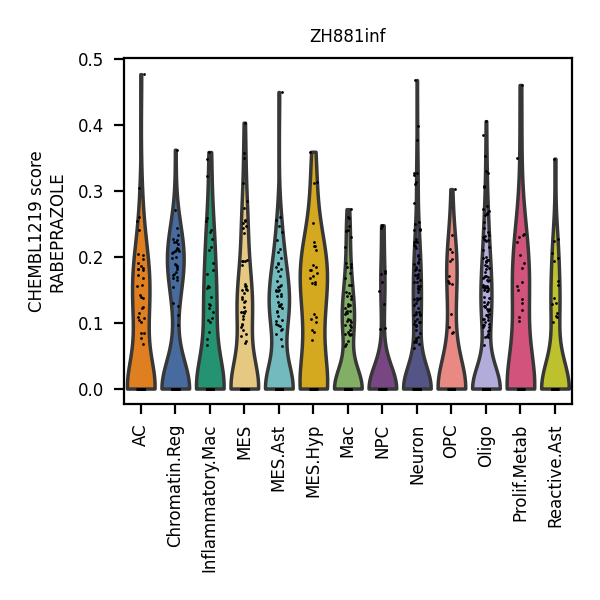 ZH881inf
CHEMBL1219 score
RABEPRAZOLE
0.5
0.4
0.3
0.2
0.1
0.0
AC
Chromatin.Reg
Inflammatory.Mac
MES
MES.Ast
MES.Hyp
Mac
NPC
Neuron
OPC
Oligo
Prolif.Metab
Reactive.Ast